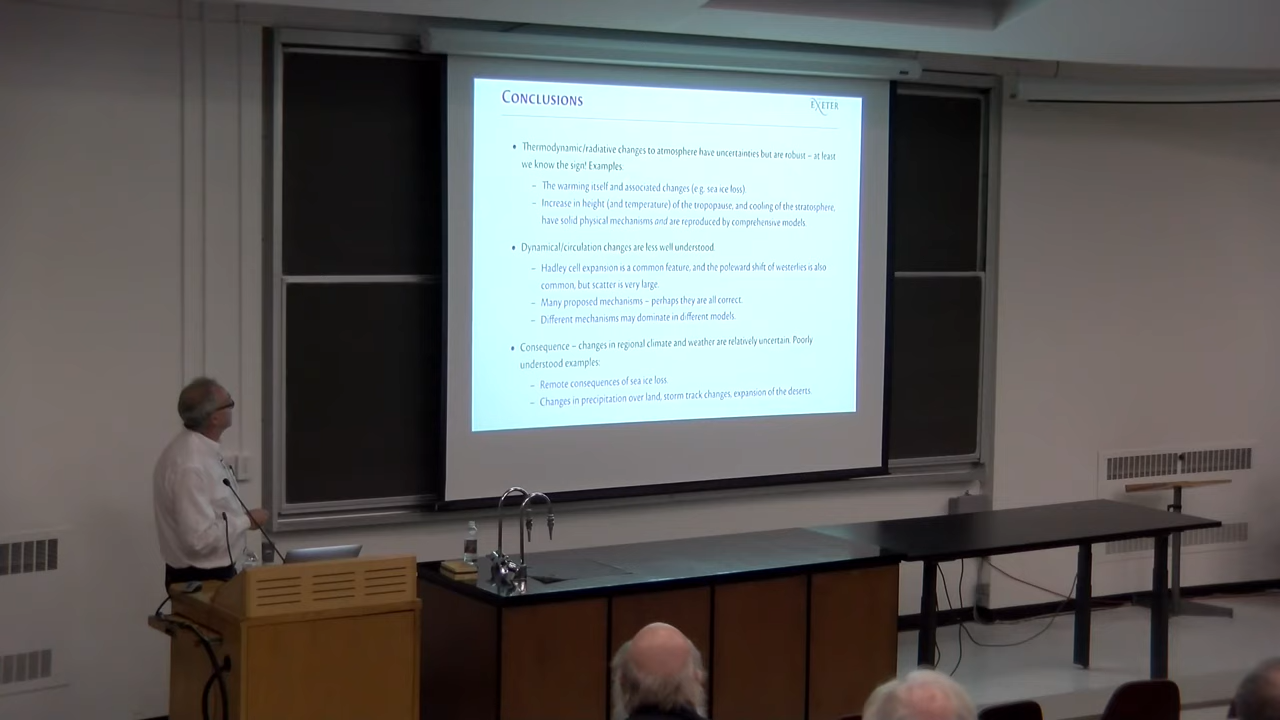 CONCLUSIONS
EXETER
• Thermodynamic/radiative changes to atmosphere have uncertainties but are robust – at least
we know the sign! Examples.
– The warming itself and associated changes (e.g. sea ice loss).
– Increase in height (and temperature) of the tropopause, and cooling of the stratosphere,
have solid physical mechanisms and are reproduced by comprehensive models.
• Dynamical/circulation changes are less well understood
– Hadley cell expansion is a common feature, and the poleward shift of westerlies is also
common, but scatter is very large.
– Many proposed mechanisms – perhaps they are all correct.
– Different mechanisms may dominate in different models.
• Consequence – changes in regional climate and weather are relatively uncertain. Poorly
understood examples:
– Remote consequences of sea ice loss.
– Changes in precipitation over land, storm track changes, expansion of the deserts.